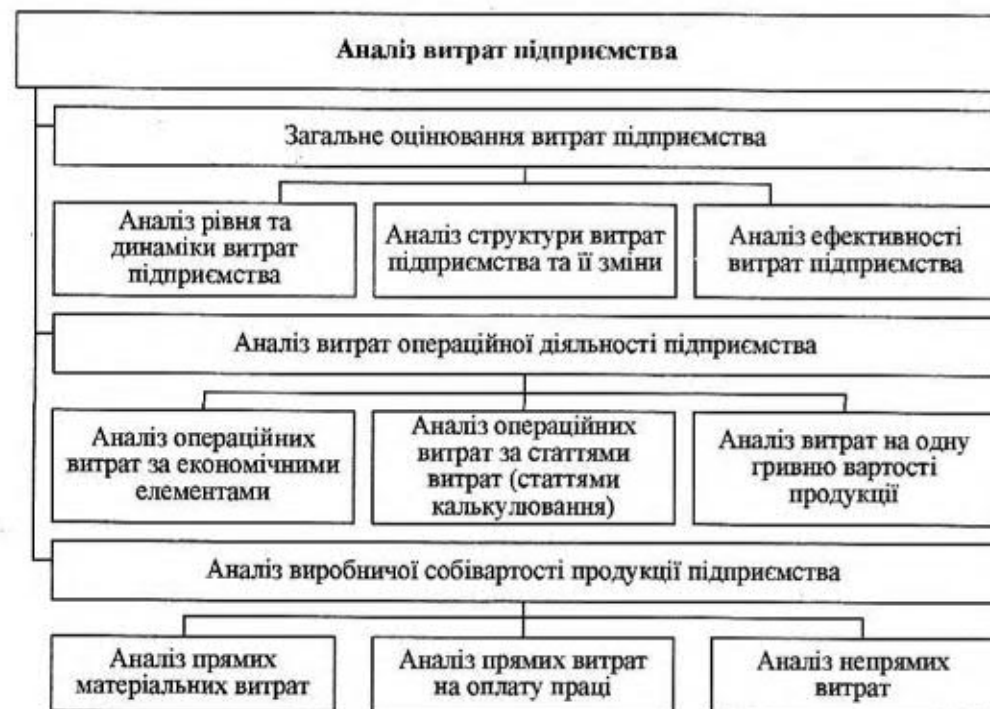 Аналіз витрат підприємства
Загальне оцінювання витрат підприємства
Аналіз рівня та
динаміки витрат
підприємства
Аналіз структури витрат
підприємства та її зміни
Аналіз ефективності
витрат підприємства
Аналіз витрат операційної діяльності підприємства
Аналіз операційних
витрат за економічними
елементами
Аналіз операційних
витрат за статтями
витрат (статтями
калькулювання)
Аналіз витрат на одну
гривню вартості
продукції
Аналіз виробничої собівартості продукції підприємства
Аналіз прямих
матеріальних витрат
Аналіз прямих витрат
на оплату праці
Аналіз непрямих
витрат